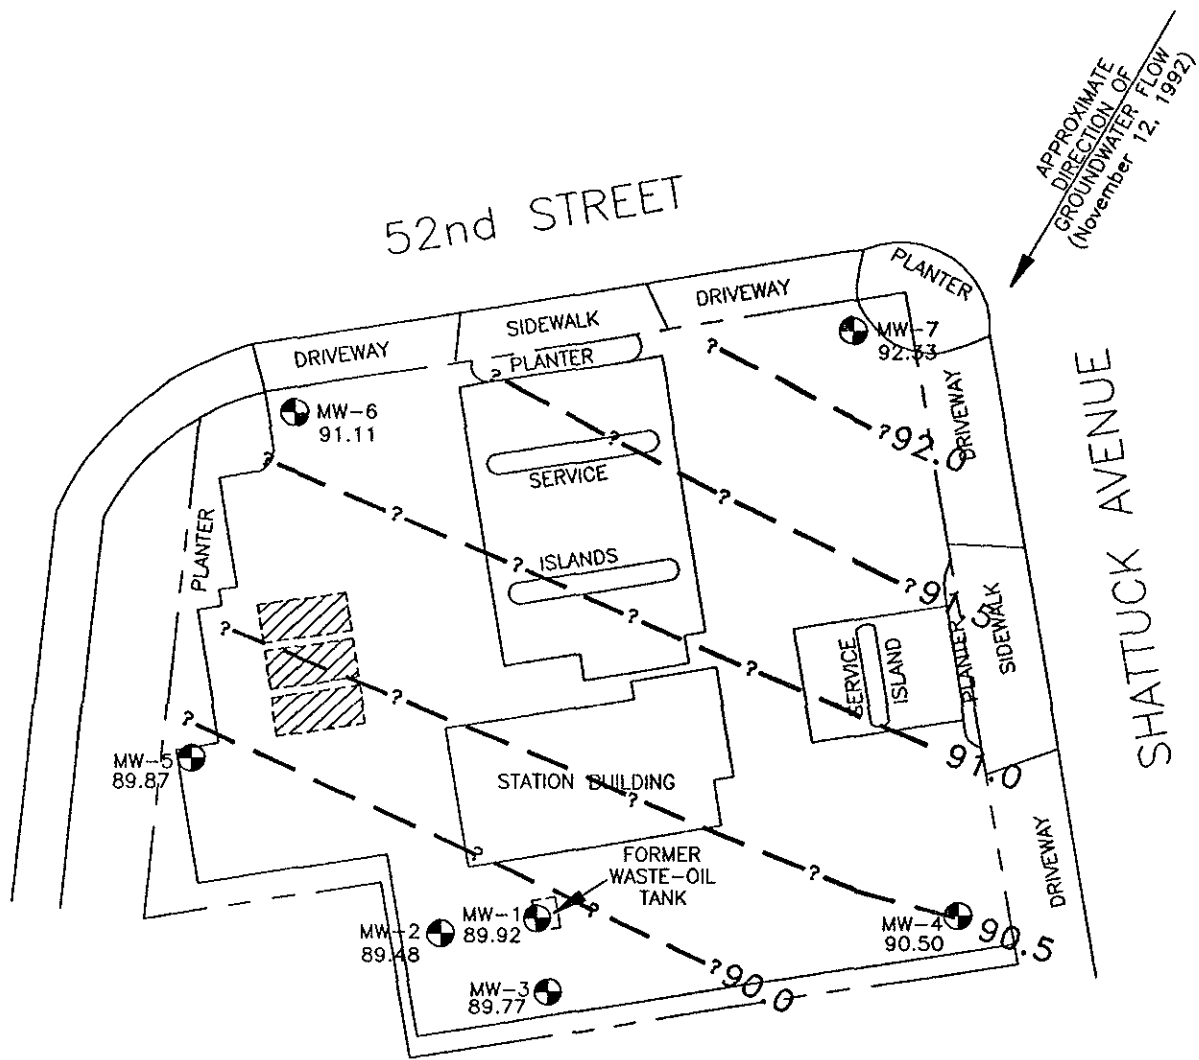 APPROXIMATE
DIRECTION OF
GROUNDWATER FLOW
(November 12, 1992)
52nd STREET
PLANTER
DRIVEWAY
SIDEWALK
DRIVEWAY
PLANTER
MW-7
92.33
? ?
MW-6
91.11
?92.0
DRIVEWAY
SHATTUCK AVENUE
? ? ?
SERVICE
ISLANDS
?91.5
PLANTER
? ? ? ? ?
91.0
SERVICE
ISLAND
PLANTER
SIDEWALK
? ? ? ?
90.5
MW-5
89.87
STATION BUILDING
DRIVEWAY
FORMER
WASTE-OIL
TANK
? ? ?
?90.0
MW-1
89.92
MW-2
89.48
MW-4
90.50
MW-3
89.77